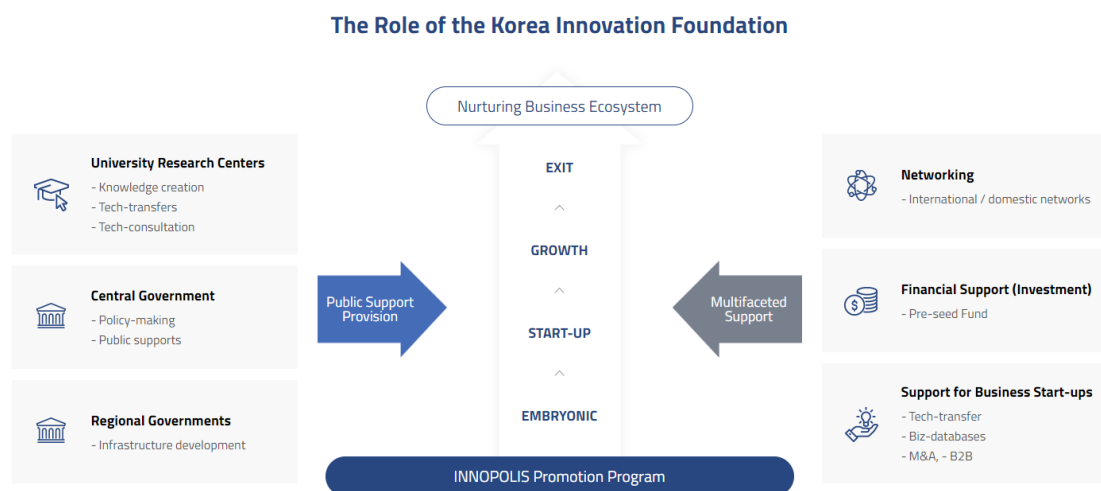 The Role of the Korea Innovation Foundation
Nurturing Business Ecosystem
University Research Centers
- Knowledge creation
- Tech-transfers
- Tech-consultation
Central Government
- Policy-making
- Public supports
Regional Governments
- Infrastructure development
Public Support
Provision
EXIT
GROWTH
START-UP
EMBRYONIC
INNOPOLIS Promotion Program
Multifaceted
Support
Networking
- International / domestic networks
Financial Support (Investment)
- Pre-seed Fund
Support for Business Start-ups
- Tech-transfer
- Biz-databases
- M&A, - B2B